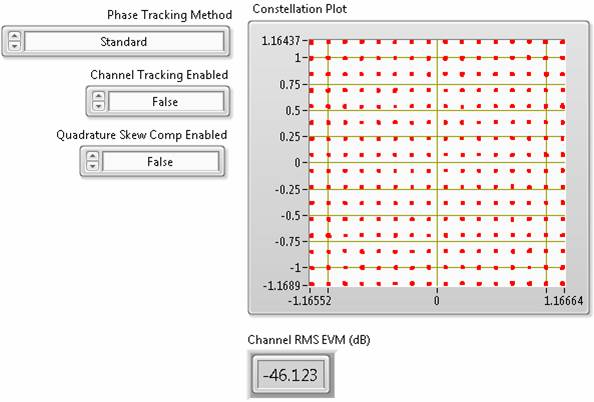 Phase Tracking Method
Standard
Channel Tracking Enabled
False
Quadrature Skew Comp Enabled
False
Constellation Plot
1.16437
1
0.75
0.5
0.25
0
-0.25
-0.5
-0.75
-1
-1.1689
-1.16552
0
1.16664
Channel RMS EVM (dB)
-46.123